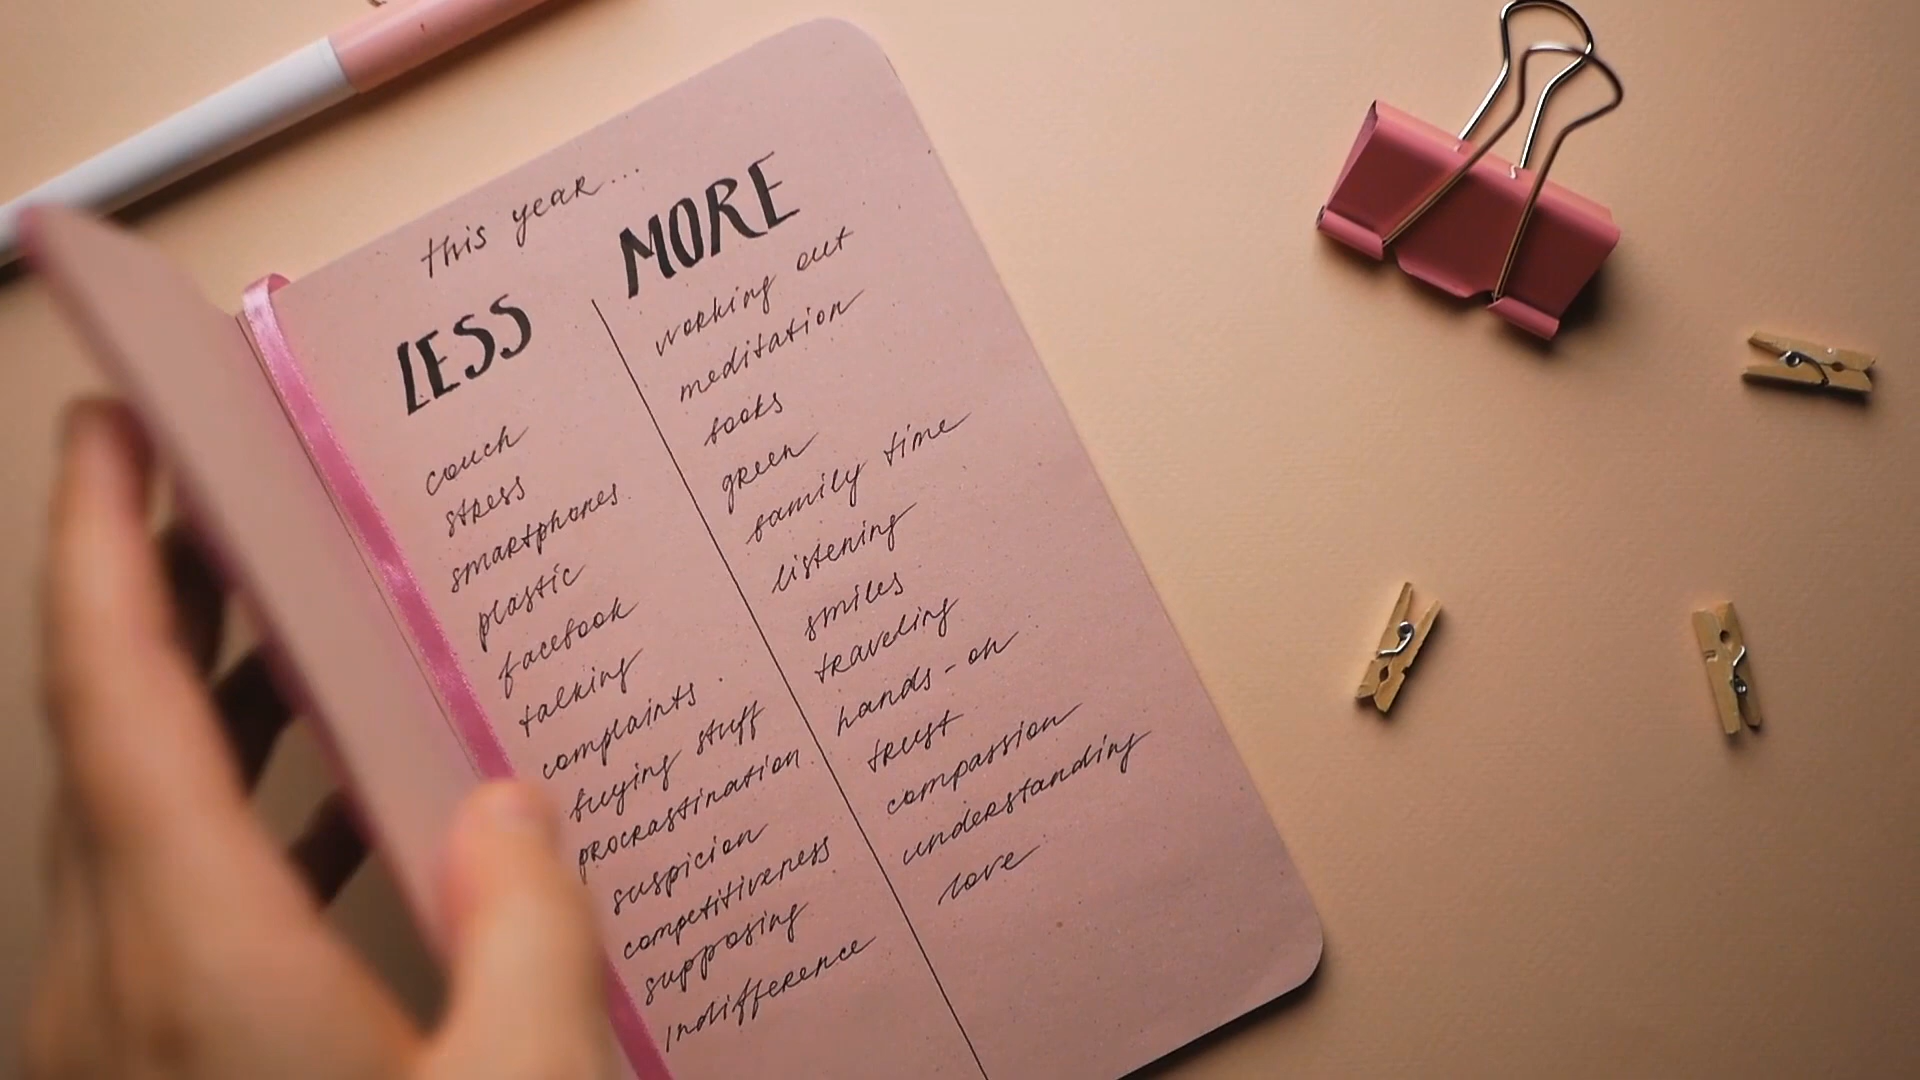 this year...
LESS
couch
stress
smartphones
plastic
facebook
talking
complaints
buying stuff
procrastination
suspicion
competitiveness
supposing
Indifference
MORE
working out
meditation
books
green
family time
listening
smiles
traveling
hands-on
trust
compassion
understanding
love